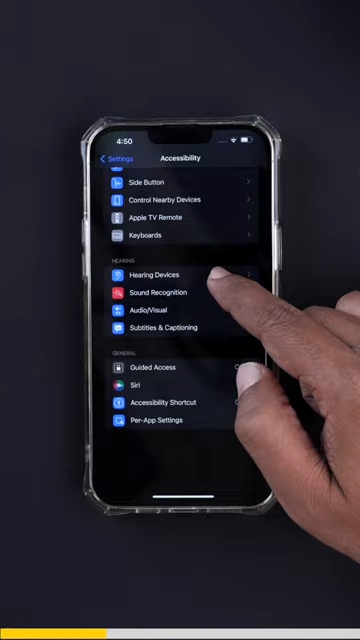 4:50
Settings
Accessibility
Side Button
Control Nearby Devices
Apple TV Remote
Keyboards
HEARING
Hearing Devices
Sound Recognition
Audio/Visual
Subtitles & Captioning
GENERAL
Guided Access
Siri
Accessibility Shortcut
Per-App Settings